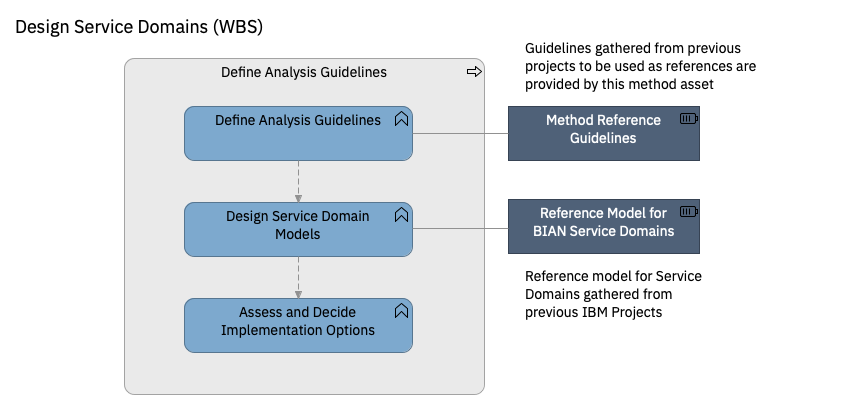 Design Service Domains (WBS)
Guidelines gathered from previous
projects to be used as references are
provided by this method asset
Define Analysis Guidelines
Define Analysis Guidelines
Method Reference
Guidelines
Design Service Domain
Models
Reference Model for
BIAN Service Domains
Reference model for Service
Domains gathered from
previous IBM Projects
Assess and Decide
Implementation Options